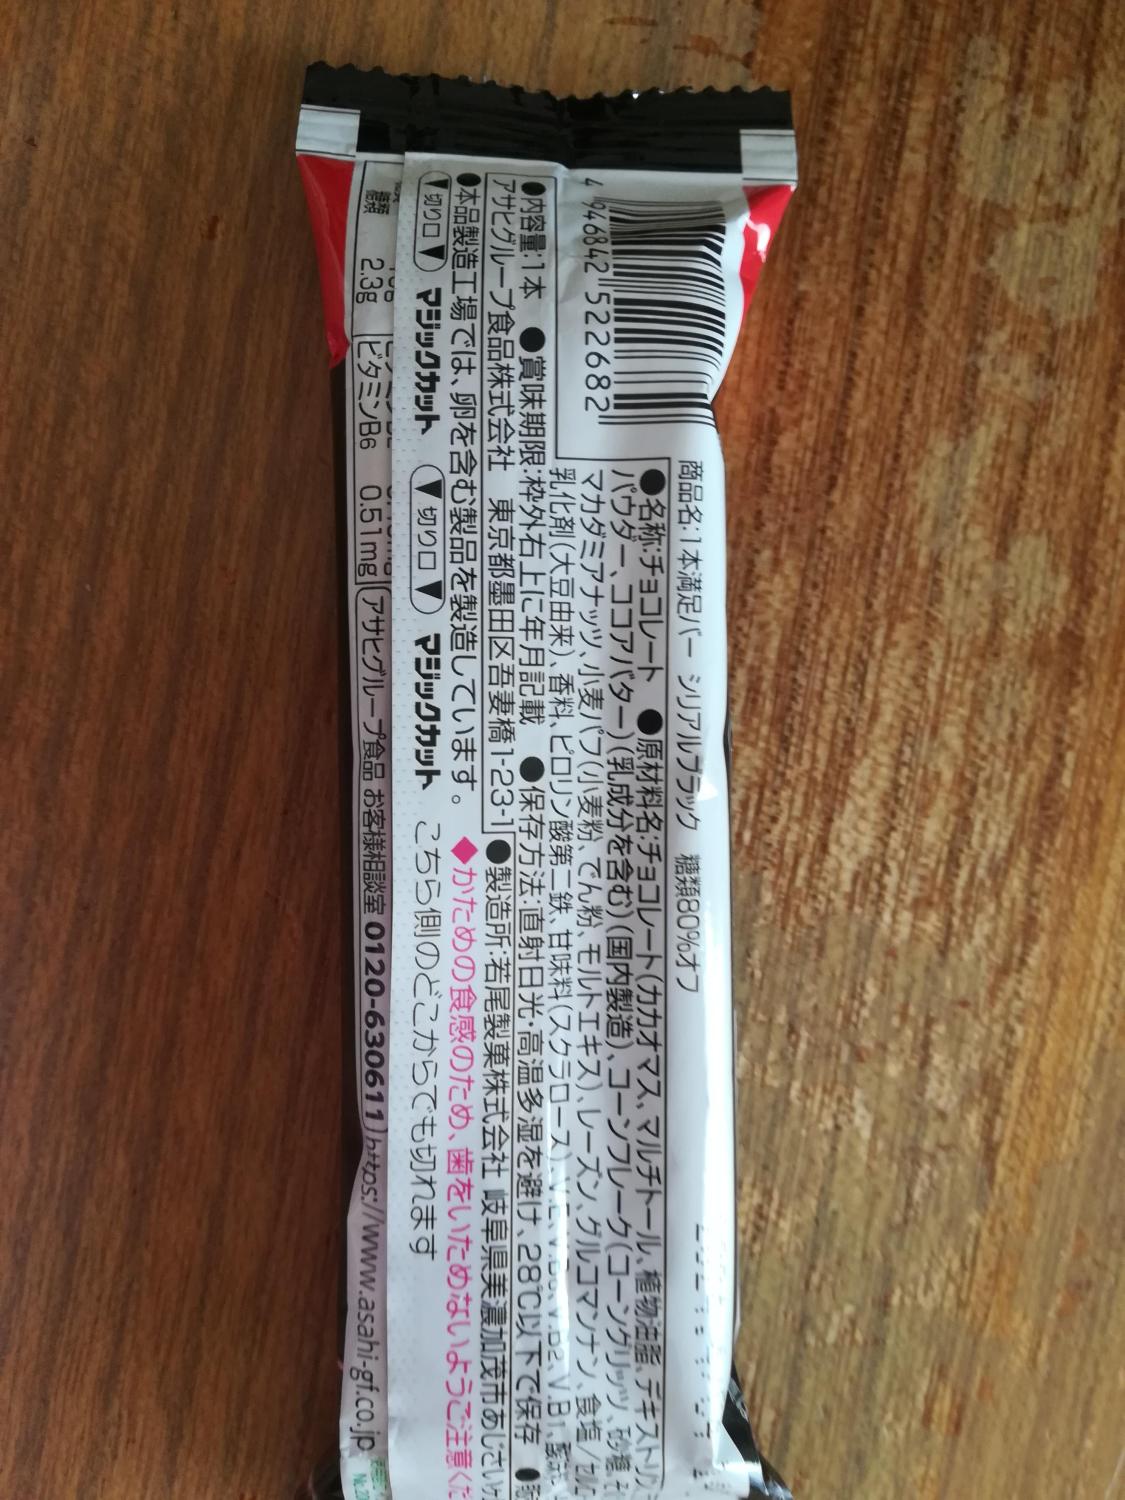 商品名:1本満足バー シリアルブラック 糖類80%オフ
●名称:チョコレート ●原材料名:チョコレート(カカオマス、マルチトール、植物油脂、デキストリン、
パウダー、ココアバター)(乳成分を含む)(国内製造)、コーンフレーク(コーングリッツ、砂糖、
マカダミアナッツ、小麦パフ(小麦粉、でん粉、モルトエキス)、レーズン、グルコマンナン、食塩/セル
乳化剤(大豆由来)、香料、ピロリン酸第二鉄、甘味料(スクラロース)、V.E、V.B6、V.B2、V.B1、
4 946842 522682
●内容量:1本 ●賞味期限:枠外右上に年月記載 ●保存方法:直射日光・高温多湿を避け、28℃以下で保存
アサヒグループ食品株式会社 東京都墨田区吾妻橋1-23-1 ●製造所:若尾製菓株式会社 岐阜県美濃加茂市あじさい
●本品製造工場では、卵を含む製品を製造しています。 ◆かための食感のため、歯をいためないようご注意くだ
▼切り口▼ マジックカット ▼切り口▼ マジックカット こちら側のどこからでも切れます
糖類 2.3g ビタミンB6 0.51mg アサヒグループ食品 お客様相談室 0120-630611 https://www.asahi-gf.co.jp